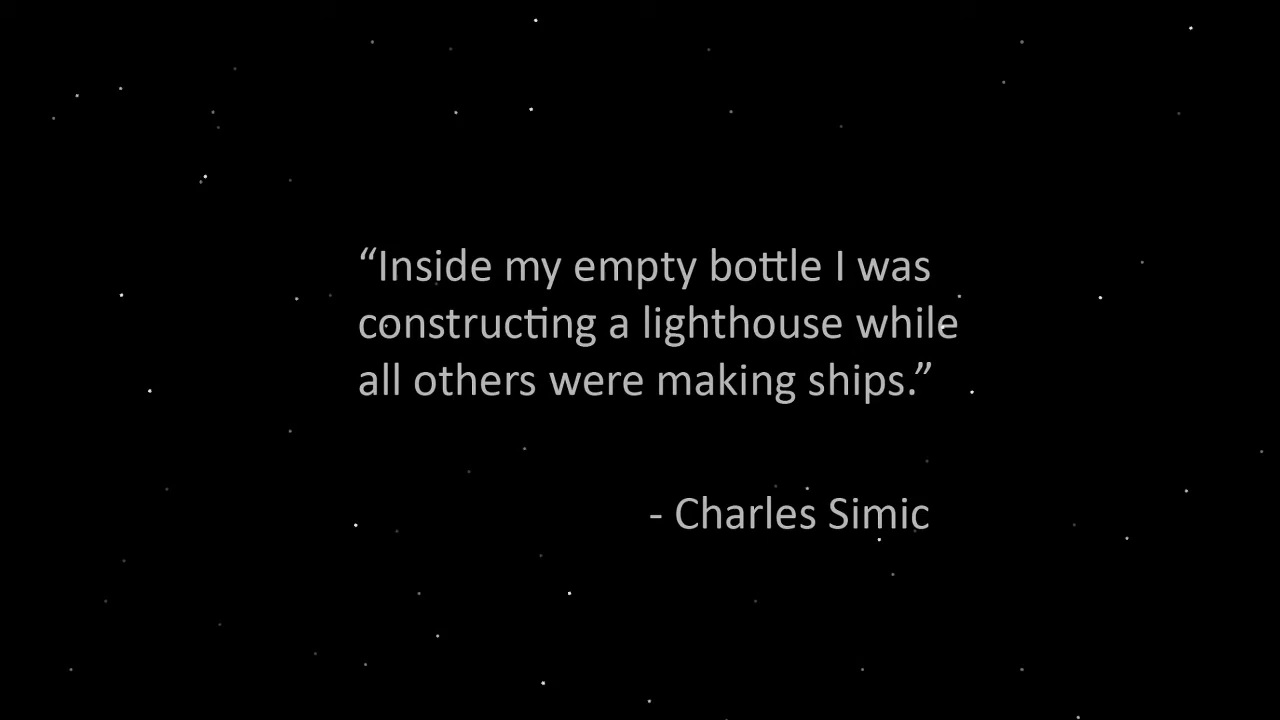 “Inside my empty bottle I was
constructing a lighthouse while
all others were making ships.”
- Charles Simic